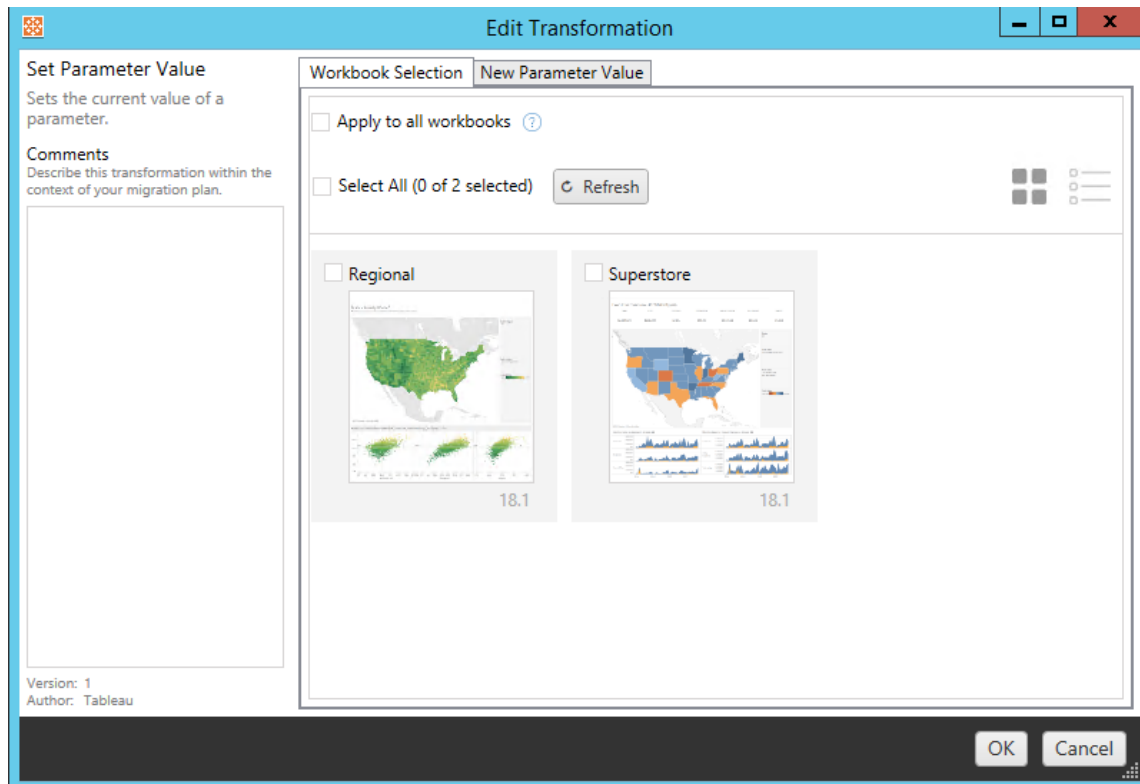 Edit Transformation
Set Parameter Value
Sets the current value of a
parameter.
Comments
Describe this transformation within the
context of your migration plan.
Version: 1
Author: Tableau
Workbook Selection
New Parameter Value
Apply to all workbooks ?
Select All (0 of 2 selected)
Refresh
Regional
18.1
Superstore
18.1
OK
Cancel